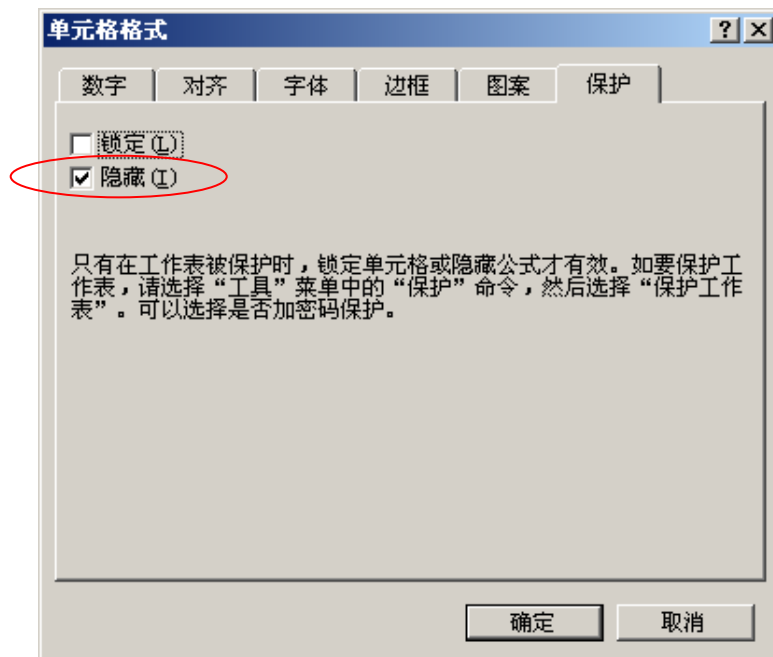 单元格格式
数字 对齐 字体 边框 图案 保护
锁定(L)
隐藏(I)
只有在工作表被保护时，锁定单元格或隐藏公式才有效。如要保护工
作表，请选择“工具”菜单中的“保护”命令，然后选择“保护工作
表”。可以选择是否加密码保护。
确定 取消